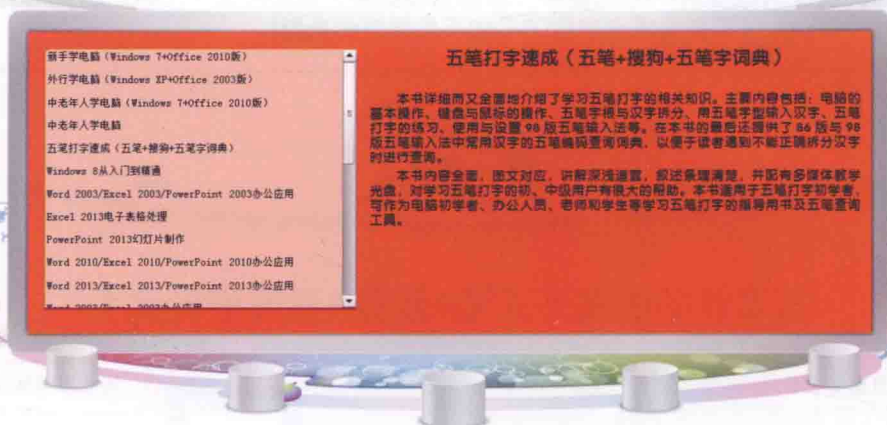 新手学电脑(Windows 7+Office 2010版)
外行学电脑(Windows XP+Office 2003版)
中老年人学电脑(Windows 7+Office 2010版)
中老年人学电脑
五笔打字速成(五笔+搜狗+五笔字词典)
Windows 8从入门到精通
Word 2003/Excel 2003/PowerPoint 2003办公应用
Excel 2013电子表格处理
PowerPoint 2013幻灯片制作
Word 2010/Excel 2010/PowerPoint 2010办公应用
Word 2013/Excel 2013/PowerPoint 2013办公应用
五笔打字速成(五笔+搜狗+五笔字词典)
本书详细而又全面地介绍了学习五笔打字的相关知识。主要内容包括:电脑的
基本操作、键盘与鼠标的操作、五笔字根与汉字拆分、用五笔字型输入汉字、五笔
打字的练习、使用与设置 98 版五笔输入法等。在本书的最后还提供了 86 版与 98
版五笔输入法中常用汉字的五笔编码查询词典,以便于读者遇到不能正确拆分汉字
时进行查询。
本书内容全面,图文对应,讲解深浅适宜,叙述条理清楚,并配有多媒体教学
光盘,对学习五笔打字的初、中级用户有很大的帮助。本书适用于五笔打字初学者,
可作为电脑初学者、办公人员、老师和学生等学习五笔打字的指导用书及五笔查询
工具。